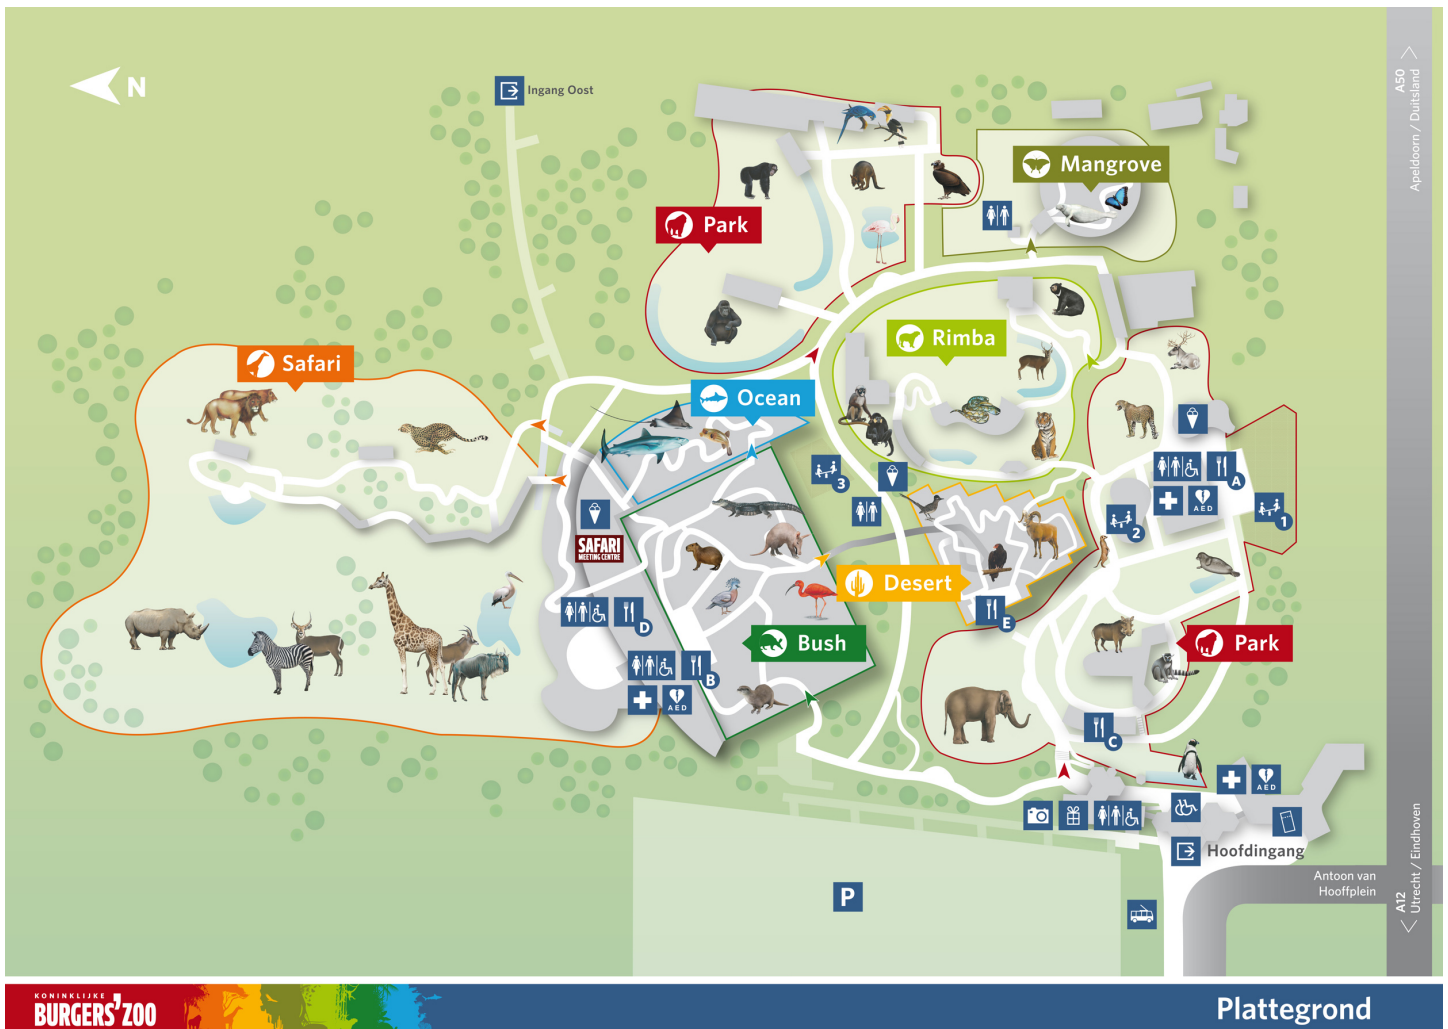 N
Ingang Oost
A50
Apeldoorn / Duitsland
Mangrove
Park
Safari
Rimba
Ocean
3
A
AED
1
2
SAFARI
MEETING CENTRE
Desert
E
D
Bush
Park
B
AED
C
AED
Hoofdingang
Antoon van
Hooffplein
A12
Utrecht / Eindhoven
P
KONINKLIJKE
BURGERS' ZOO
Plattegrond